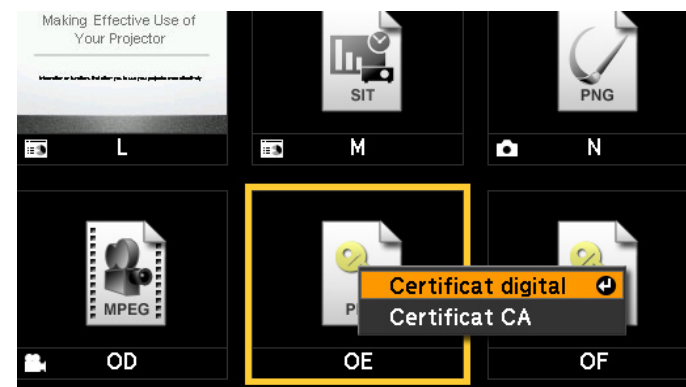 Making Effective Use of
Your Projector
SIT
PNG
L
M
N
MPEG
Certificat digital
Certificat CA
OD
OE
OF